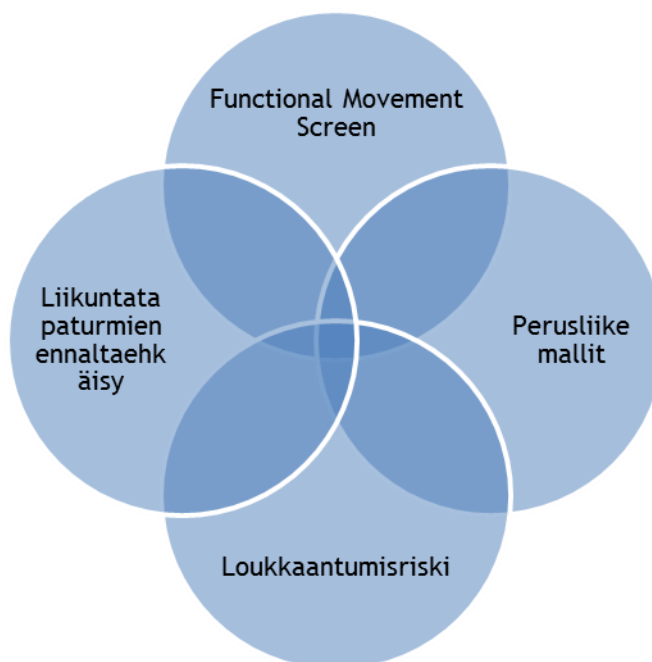 Functional Movement
Screen
Liikuntata
paturmien
ennaltaehk
äisy
Perusliike
mallit
Loukkaantumisriski